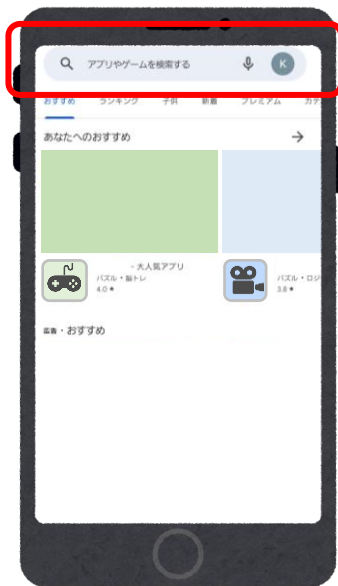 アプリやゲームを検索する K
おすすめ ランキング 子供 新着 プレミアム カテ
あなたへのおすすめ →
・大人気アプリ
パズル・脳トレ
パズル・ロジ
4.0 ★
3.8 ★
広告・おすすめ